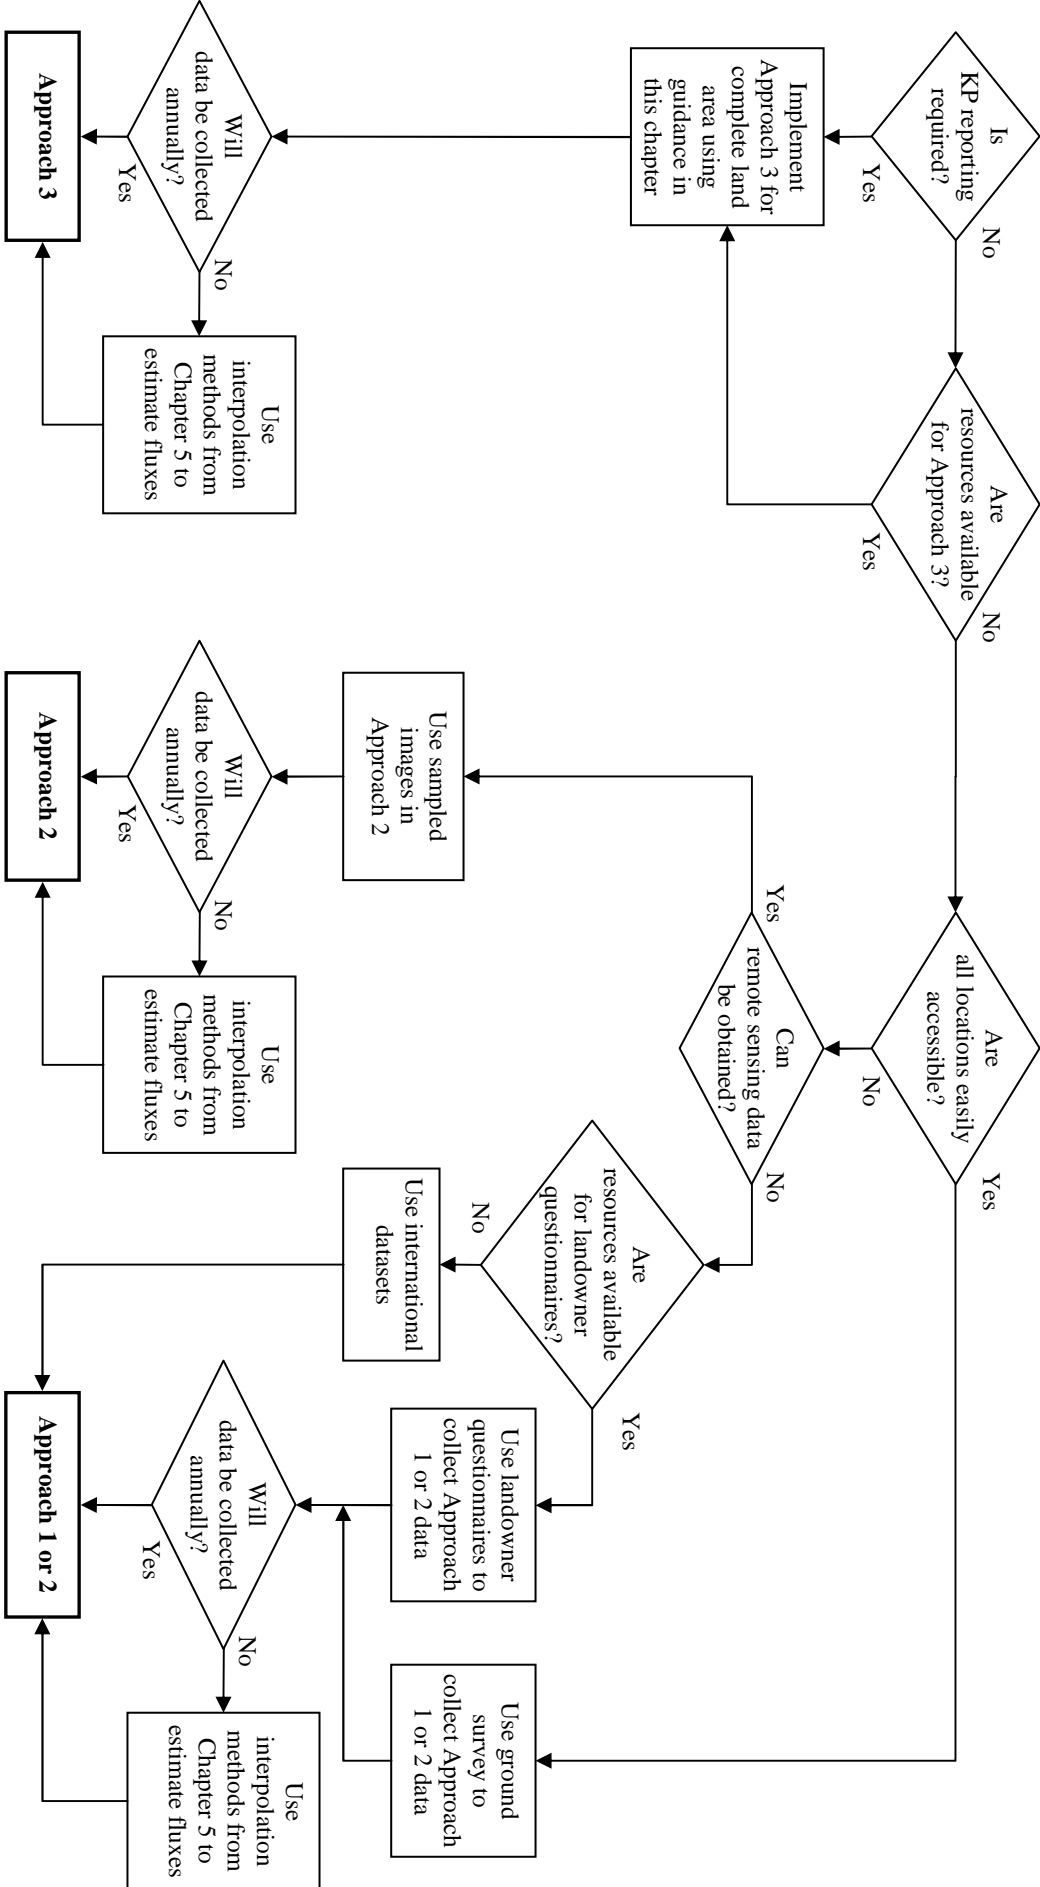 Is
KP reporting
required?
No
Yes
Are
resources available
for Approach 3?
No
Yes
Are
all locations easily
accessible?
Yes
No
Implement
Approach 3 for
complete land
area using
guidance in
this chapter
Can
remote sensing data
be obtained?
Yes
No
Are
resources available
for landowner
questionnaires?
Yes
No
Use sampled
images in
Approach 2
Use international
datasets
Use landowner
questionnaires to
collect Approach
1 or 2 data
Use ground
survey to
collect Approach
1 or 2 data
Will
data be collected
annually?
No
Yes
Use
interpolation
methods from
Chapter 5 to
estimate fluxes
Will
data be collected
annually?
No
Yes
Use
interpolation
methods from
Chapter 5 to
estimate fluxes
Will
data be collected
annually?
No
Yes
Use
interpolation
methods from
Chapter 5 to
estimate fluxes
Approach 3
Approach 2
Approach 1 or 2